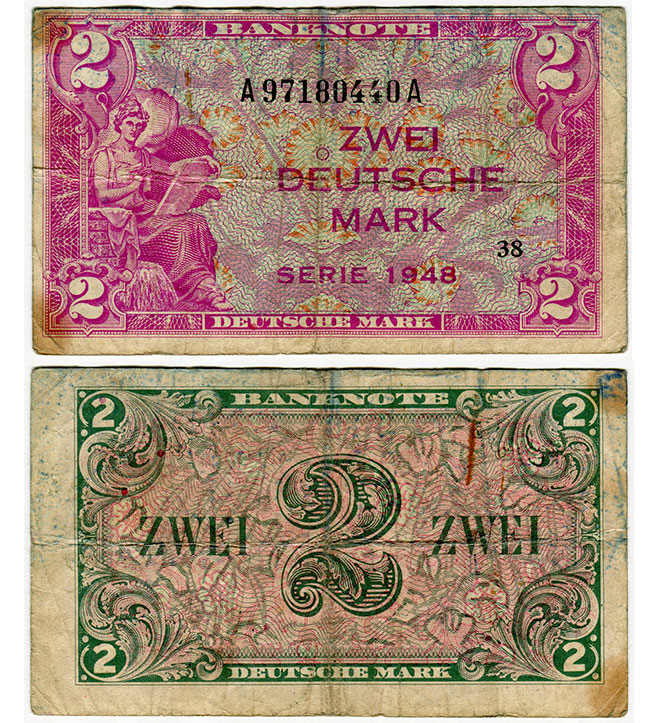 2 BANKNOTE 2
A97180440A
ZWEI
DEUTSCHE
MARK
38
SERIE 1948
2 DEUTSCHE MARK 2
2 BANKNOTE 2
ZWEI 2 ZWEI
2 DEUTSCHE MARK 2